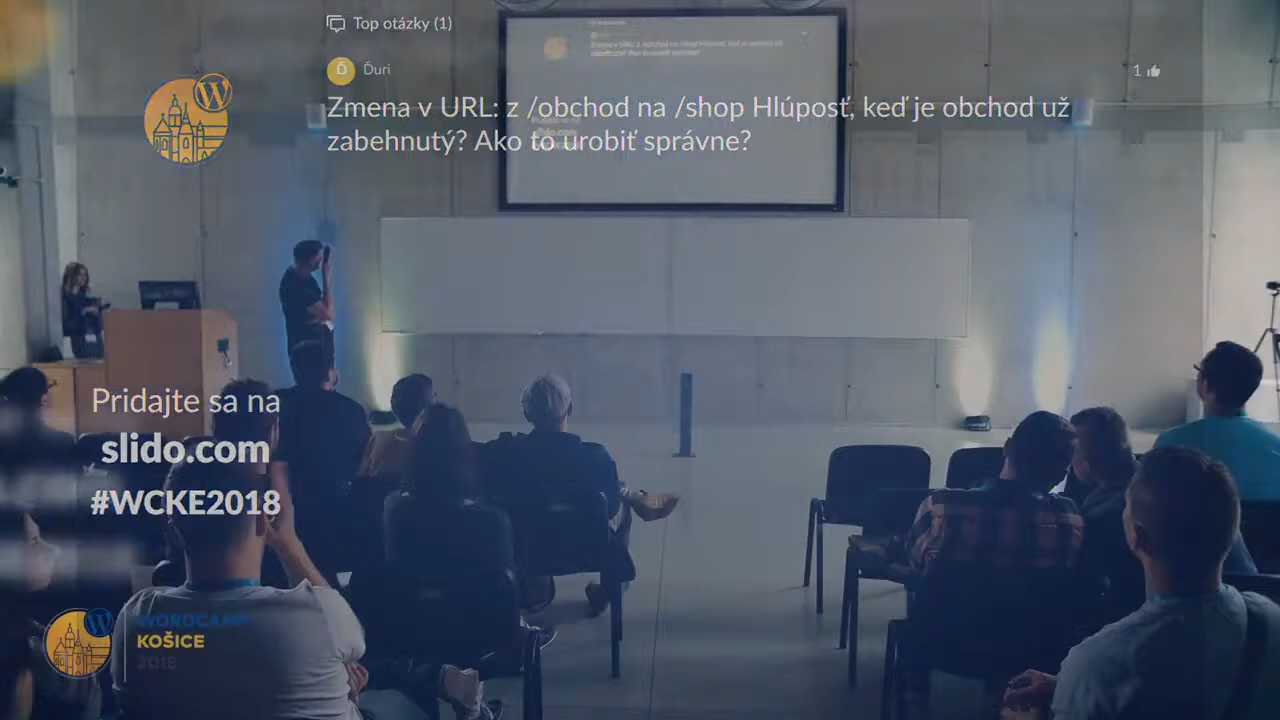 Top otázky (1)
Ď Ďuri
1
Zmena v URL: z /obchod na /shop Hlúposť, keď je obchod už
zabehnutý? Ako to urobiť správne?
Pridajte sa na
slido.com
#WCKE2018
WORDCAMP
KOŠICE
2018